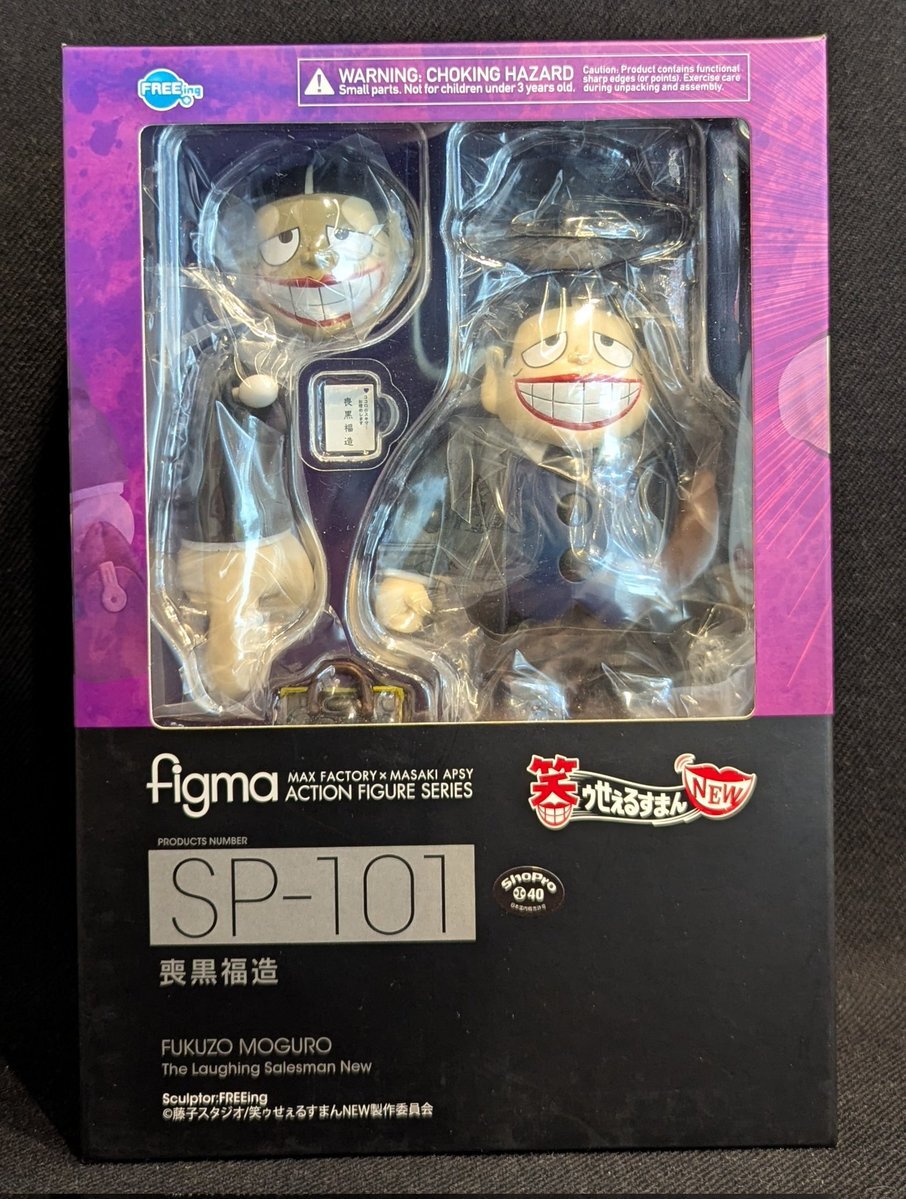 FREEing
WARNING: CHOKING HAZARD
Small parts. Not for children under 3 years old.
Caution: Product contains functional
sharp edges (or points). Exercise care
during unpacking and assembly.
喪黒福造
figma
MAX FACTORY×MASAKI APSY
ACTION FIGURE SERIES
笑ゥせぇるすまん NEW
PRODUCTS NUMBER
SP-101
ShoPro
40
喪黒福造
FUKUZO MOGURO
The Laughing Salesman New
Sculptor:FREEing
©藤子スタジオ/笑ゥせぇるすまんNEW製作委員会